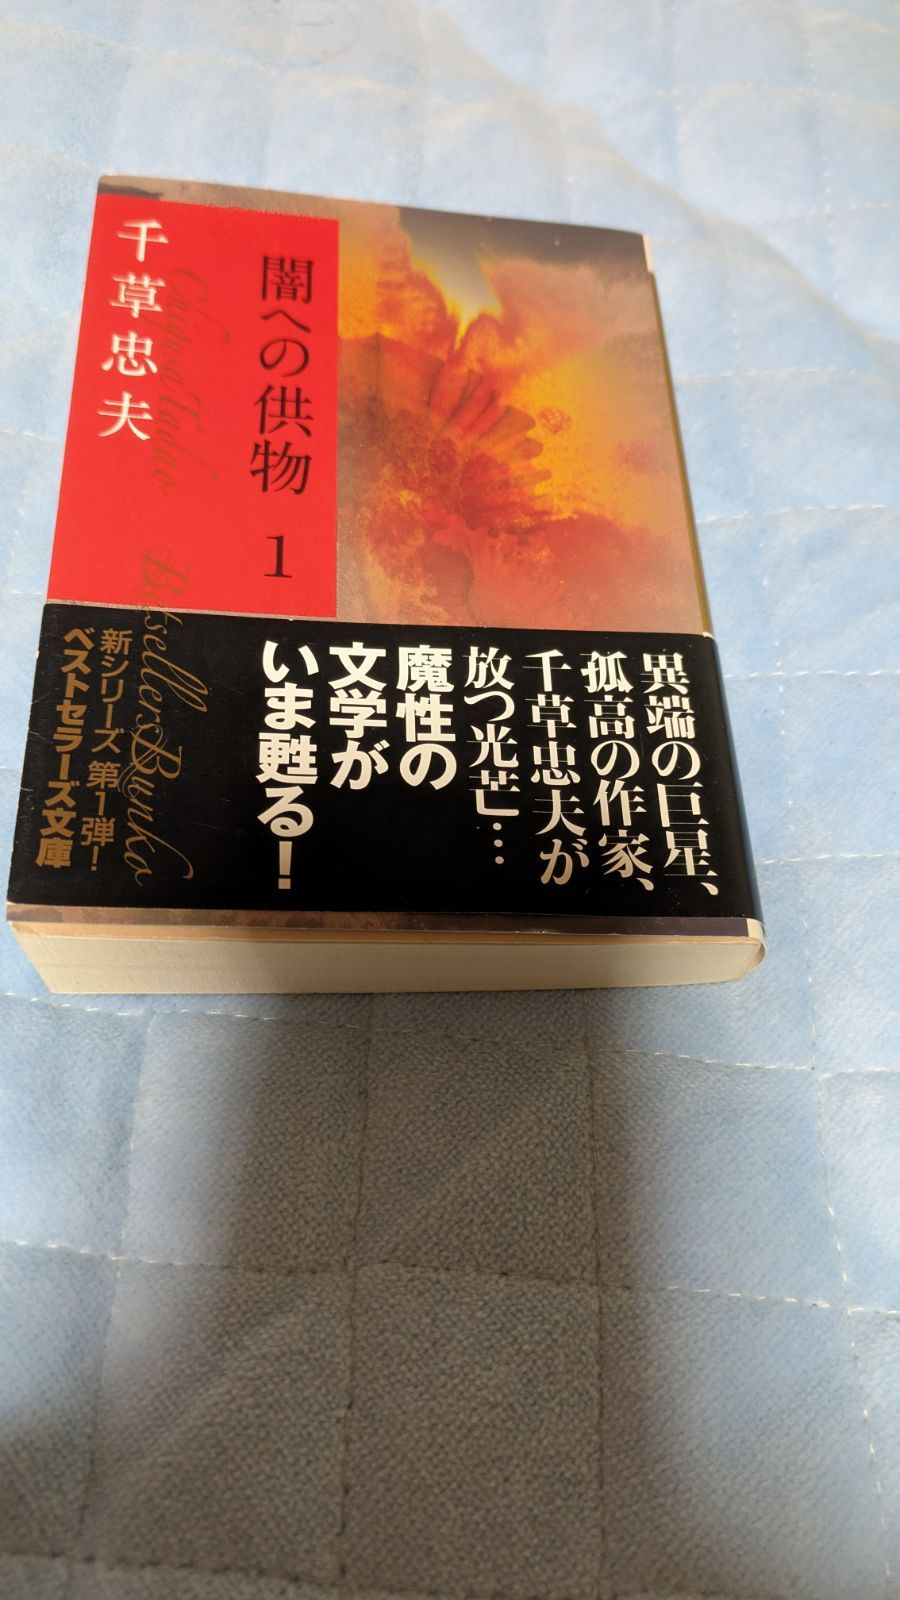 闇への供物 1
千草忠夫
Chigusa Tadao
Bestsellers Bunko
異端の巨星、
孤高の作家、
千草忠夫が
放つ光芒…
魔性の
文学が
いま甦る!
新シリーズ 第1弾!
ベストセラーズ文庫